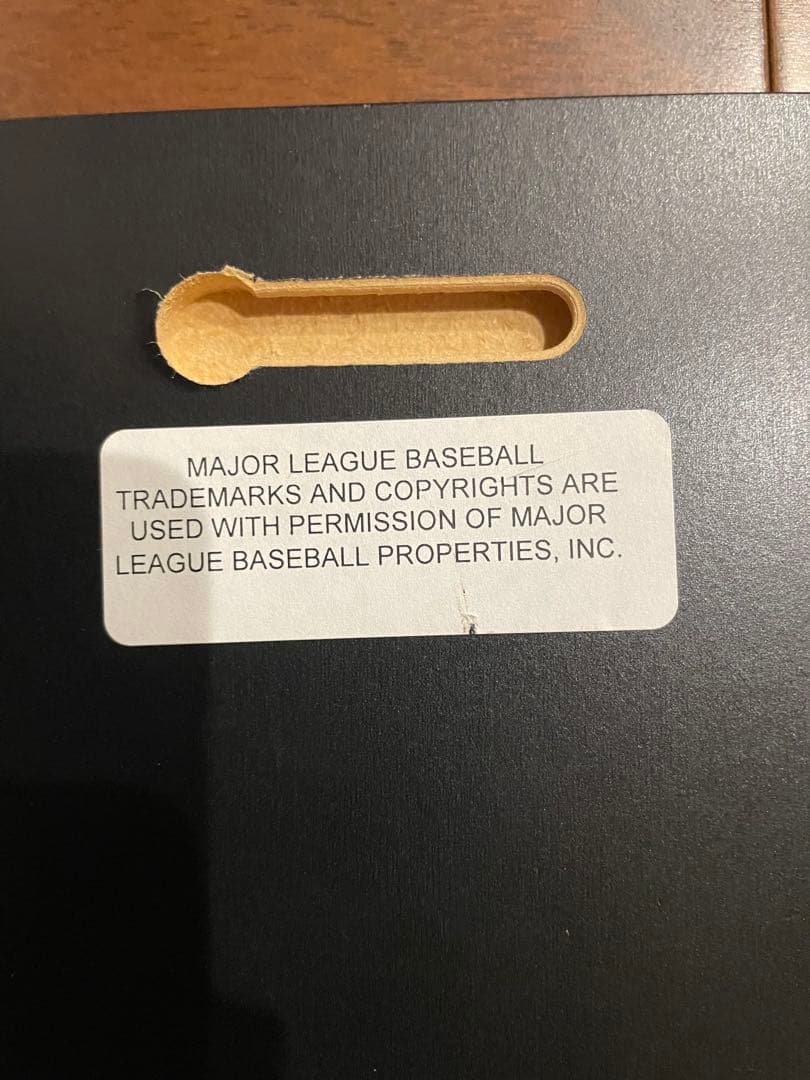 MAJOR LEAGUE BASEBALL
TRADEMARKS AND COPYRIGHTS ARE
USED WITH PERMISSION OF MAJOR
LEAGUE BASEBALL PROPERTIES, INC.